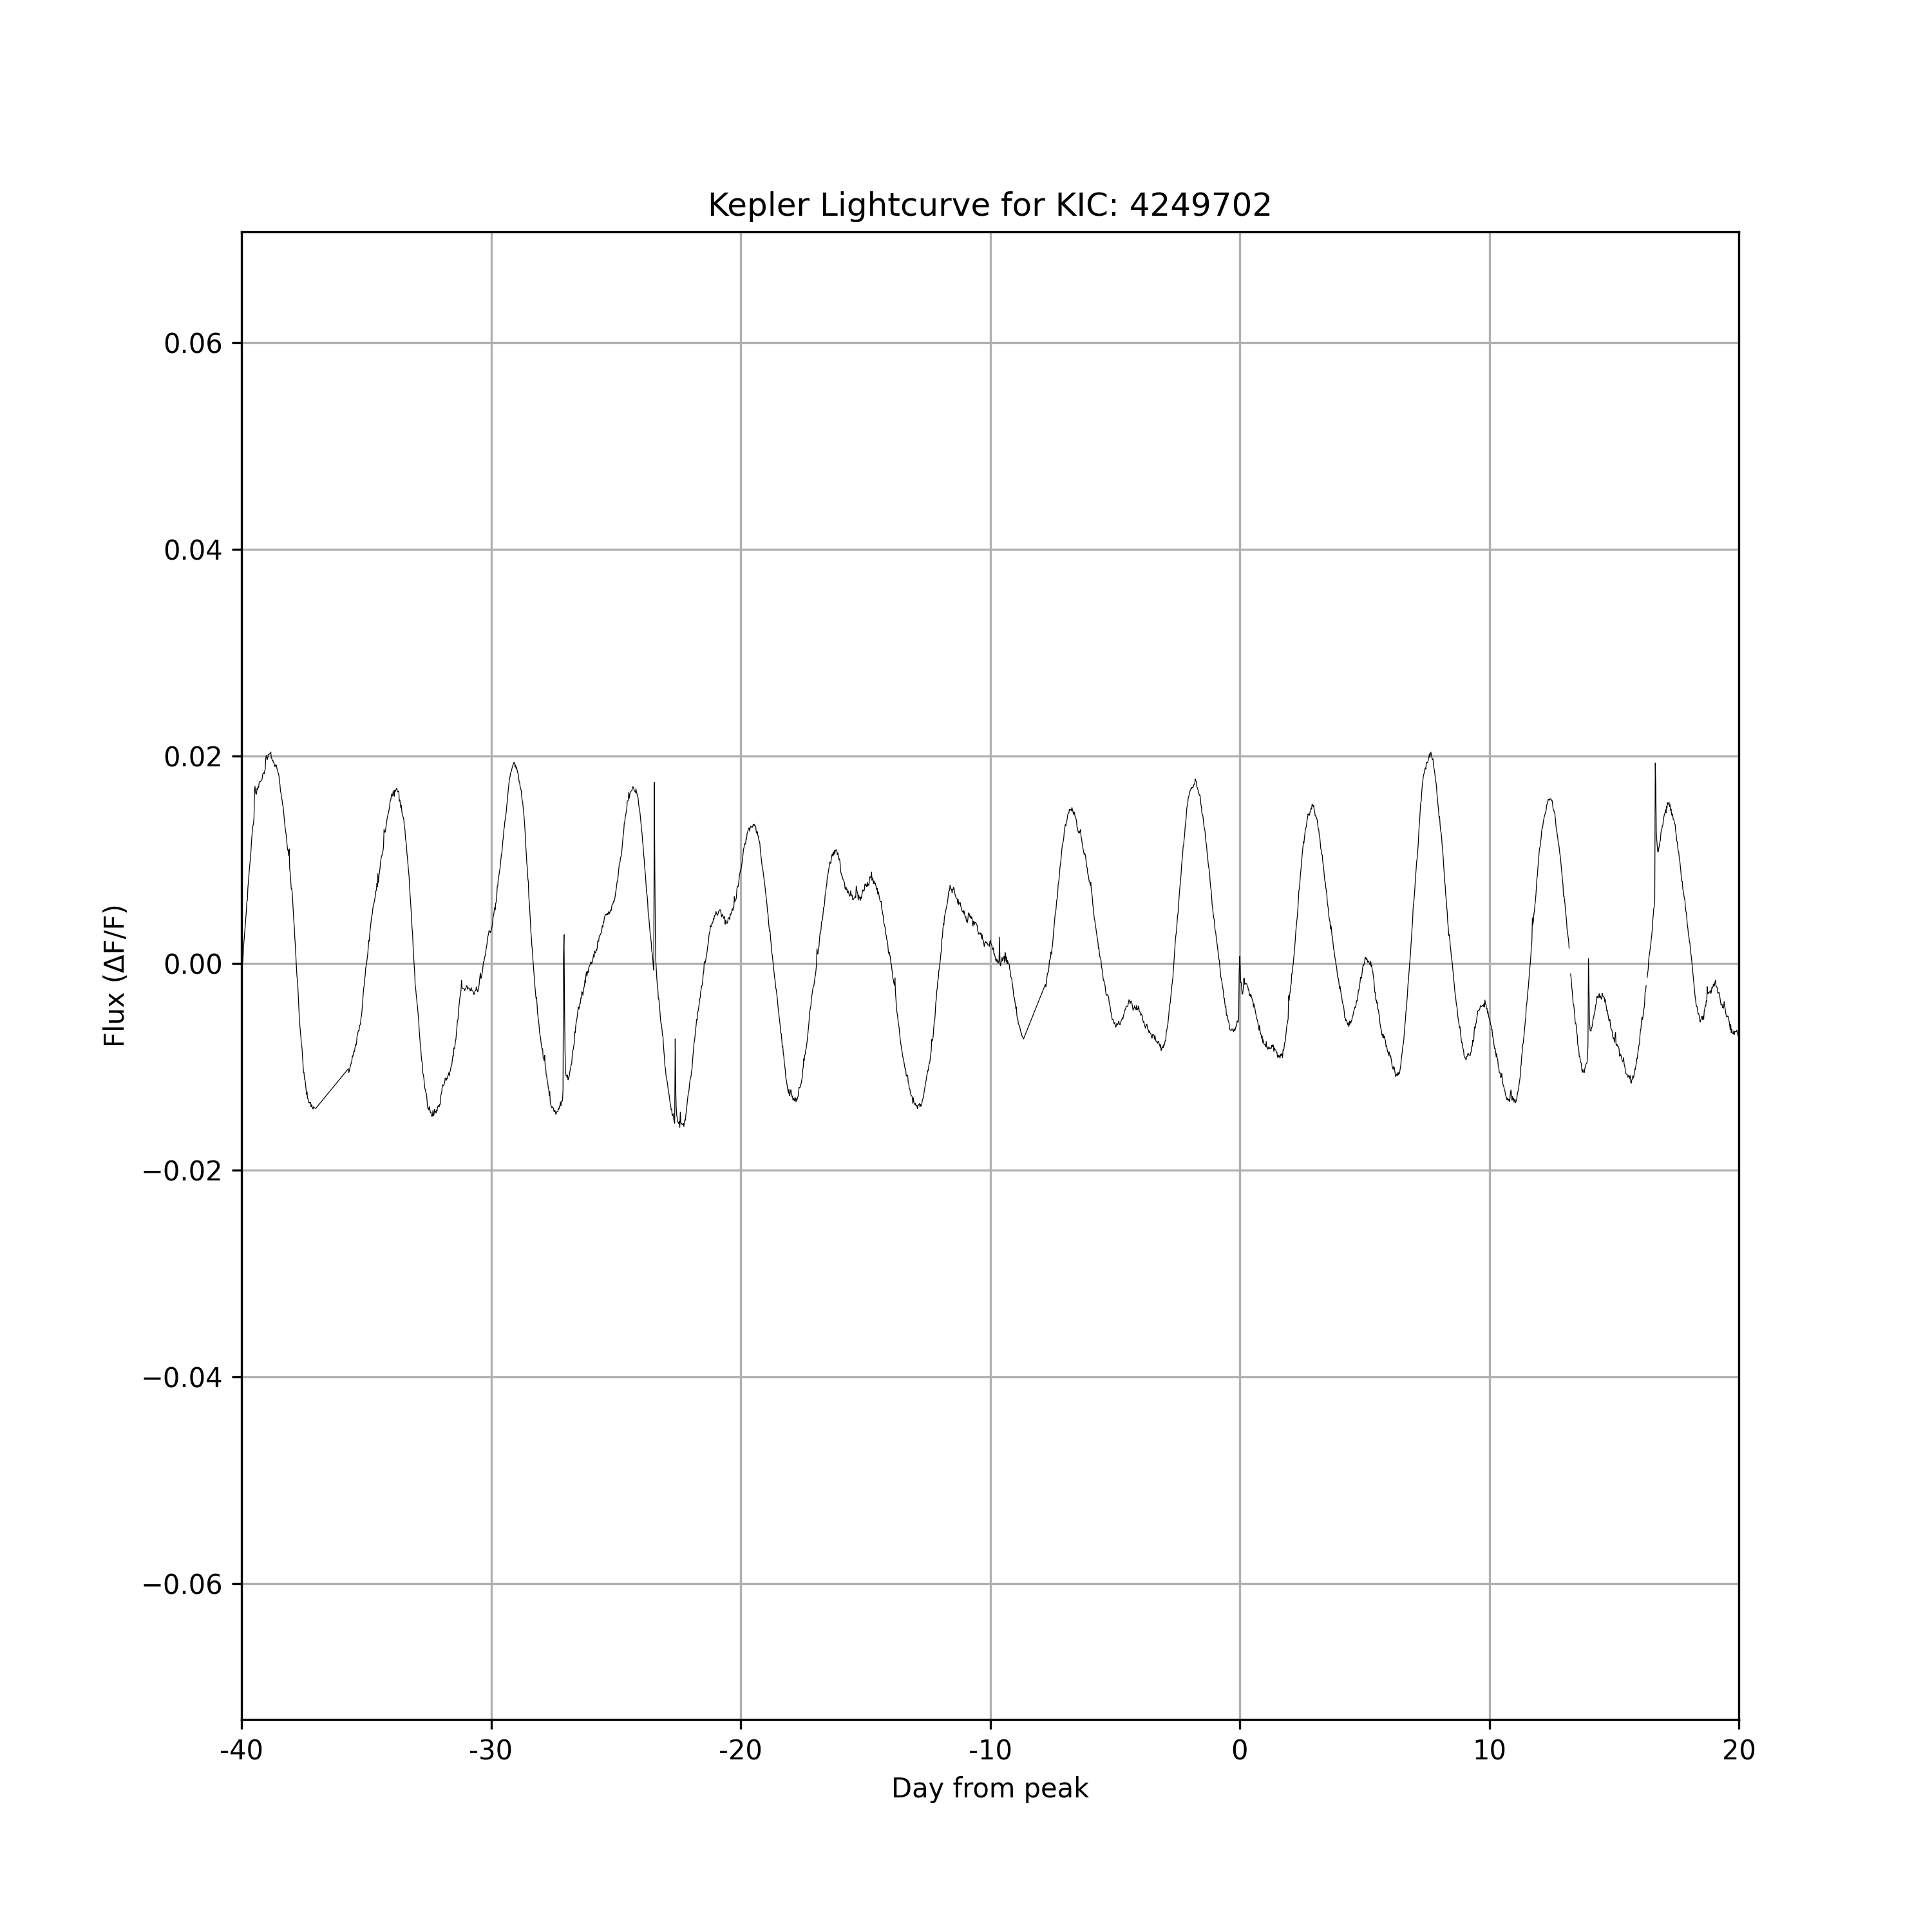 Kepler Lightcurve for KIC: 4249702
0.06
0.04
0.02
0.00
−0.02
−0.04
−0.06
Flux (ΔF/F)
-40 -30 -20 -10 0 10 20
Day from peak